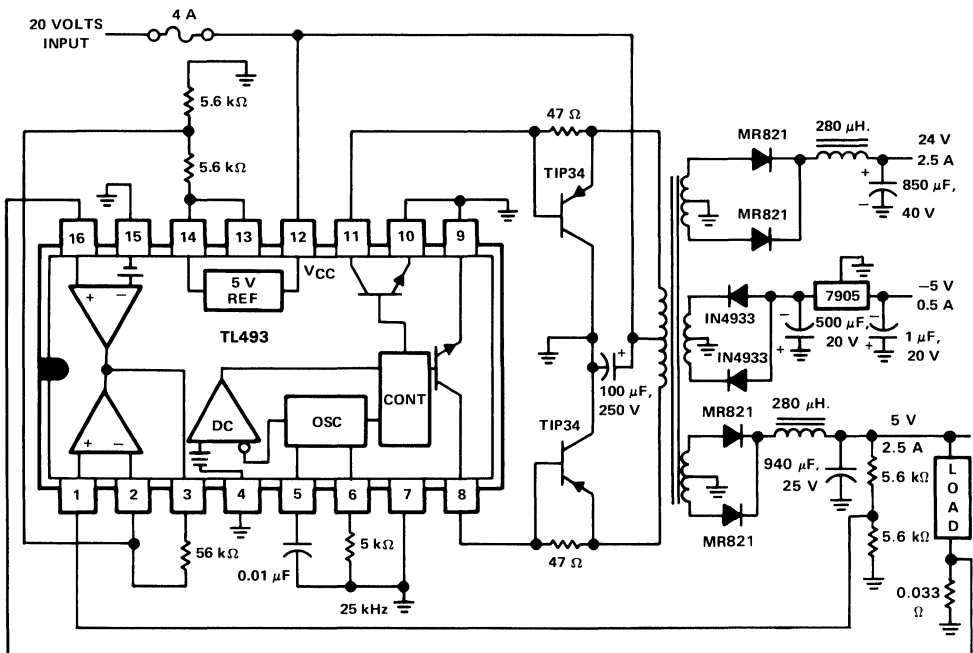 20 VOLTS
INPUT
4 A
5.6 kΩ
5.6 kΩ
47 Ω
TIP34
MR821
MR821
280 μH.
24 V
2.5 A
+
850 μF,
−
40 V
16
15
14
13
12
11
10
9
VCC
+
−
5 V
REF
TL493
IN4933
IN4933
7905
−5 V
0.5 A
−
500 μF,
20 V
+
−
1 μF,
20 V
+
+
100 μF,
250 V
CONT
DC
OSC
+
−
TIP34
MR821
MR821
280 μH.
5 V
2.5 A
940 μF,
25 V
5.6 kΩ
5.6 kΩ
LOAD
1
2
3
4
5
6
7
8
56 kΩ
0.01 μF
5 kΩ
25 kHz
47 Ω
0.033
Ω